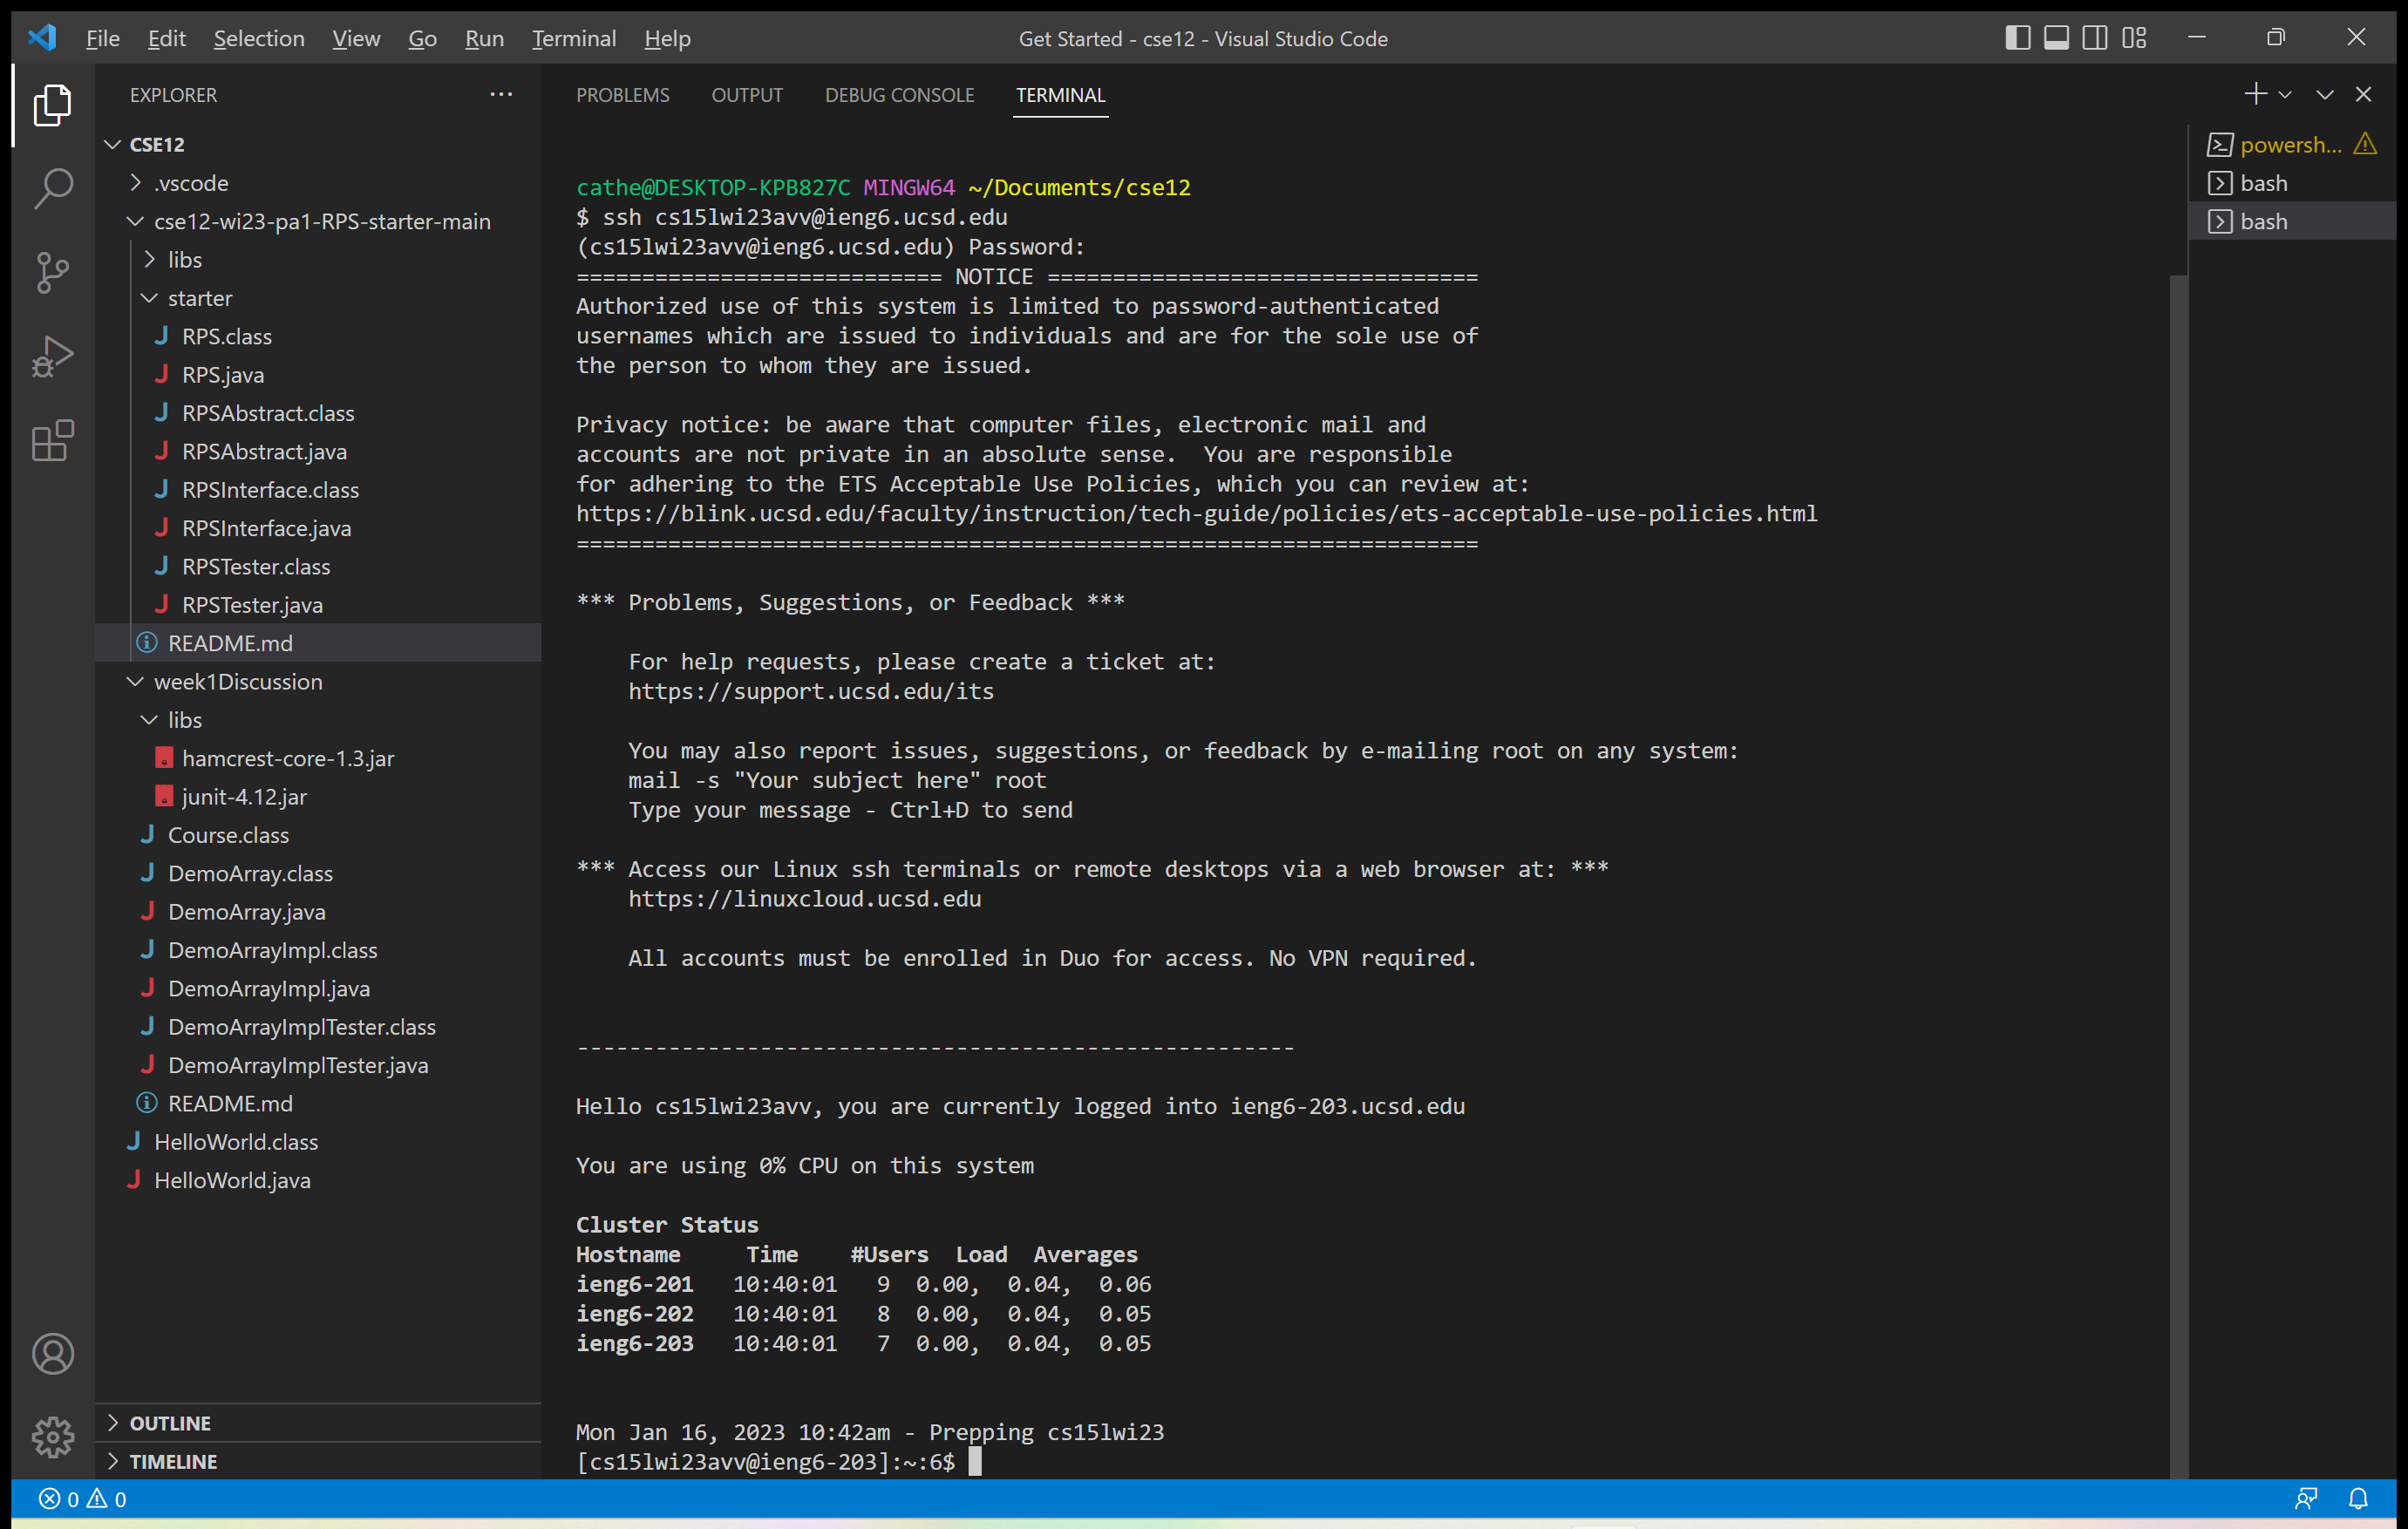 File Edit Selection View Go Run Terminal Help
Get Started - cse12 - Visual Studio Code
EXPLORER
CSE12
.vscode
cse12-wi23-pa1-RPS-starter-main
libs
starter
RPS.class
RPS.java
RPSAbstract.class
RPSAbstract.java
RPSInterface.class
RPSInterface.java
RPSTester.class
RPSTester.java
README.md
week1Discussion
libs
hamcrest-core-1.3.jar
junit-4.12.jar
Course.class
DemoArray.class
DemoArray.java
DemoArrayImpl.class
DemoArrayImpl.java
DemoArrayImplTester.class
DemoArrayImplTester.java
README.md
HelloWorld.class
HelloWorld.java
OUTLINE
TIMELINE
PROBLEMS OUTPUT DEBUG CONSOLE TERMINAL
cathe@DESKTOP-KPB827C MINGW64 ~/Documents/cse12
$ ssh cs15lwi23avv@ieng6.ucsd.edu
(cs15lwi23avv@ieng6.ucsd.edu) Password:
============================ NOTICE =================================
Authorized use of this system is limited to password-authenticated
usernames which are issued to individuals and are for the sole use of
the person to whom they are issued.
Privacy notice: be aware that computer files, electronic mail and
accounts are not private in an absolute sense.  You are responsible
for adhering to the ETS Acceptable Use Policies, which you can review at:
https://blink.ucsd.edu/faculty/instruction/tech-guide/policies/ets-acceptable-use-policies.html
=====================================================================
*** Problems, Suggestions, or Feedback ***
For help requests, please create a ticket at:
https://support.ucsd.edu/its
You may also report issues, suggestions, or feedback by e-mailing root on any system:
mail -s "Your subject here" root
Type your message - Ctrl+D to send
*** Access our Linux ssh terminals or remote desktops via a web browser at: ***
https://linuxcloud.ucsd.edu
All accounts must be enrolled in Duo for access. No VPN required.
-------------------------------------------------------
Hello cs15lwi23avv, you are currently logged into ieng6-203.ucsd.edu
You are using 0% CPU on this system
Cluster Status
Hostname     Time    #Users  Load  Averages
ieng6-201   10:40:01   9  0.00,  0.04,  0.06
ieng6-202   10:40:01   8  0.00,  0.04,  0.05
ieng6-203   10:40:01   7  0.00,  0.04,  0.05
Mon Jan 16, 2023 10:42am - Prepping cs15lwi23
[cs15lwi23avv@ieng6-203]:~:6$
powersh...
bash
bash
0 0